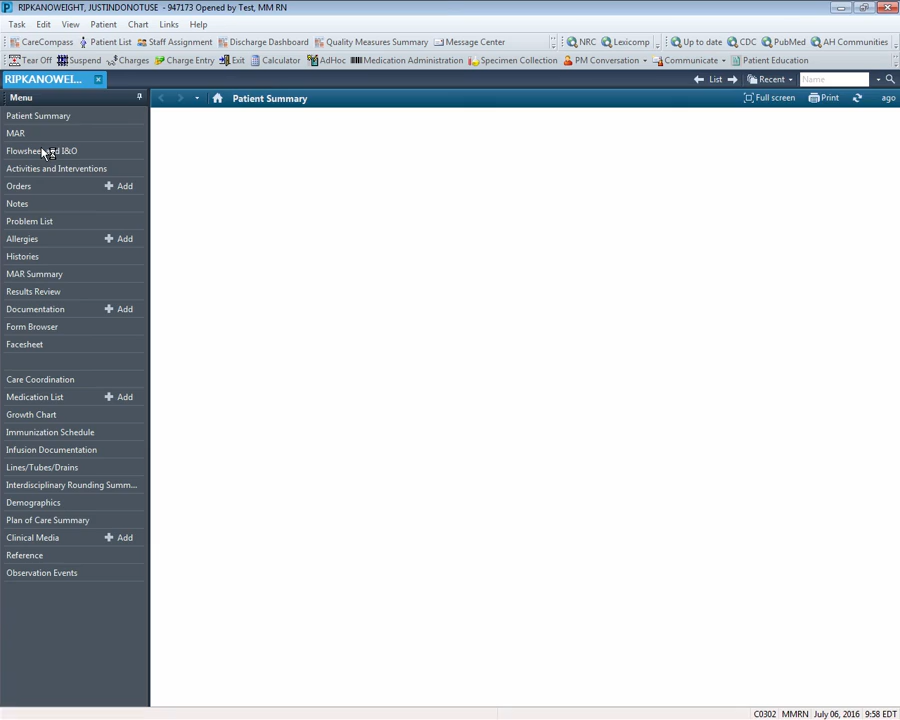 RIPKANOWEIGHT, JUSTINDONOTUSE - 947173 Opened by Test, MM RN
Task Edit View Patient Chart Links Help
CareCompass Patient List Staff Assignment Discharge Dashboard Quality Measures Summary Message Center NRC Lexicomp Up to date CDC PubMed AH Communities
Tear Off Suspend Charges Charge Entry Exit Calculator AdHoc Medication Administration Specimen Collection PM Conversation Communicate Patient Education
RIPKANOWEI... List Recent Name
Menu Patient Summary Full screen Print ago
Patient Summary
MAR
Flowsheet and I&O
Activities and Interventions
Orders Add
Notes
Problem List
Allergies Add
Histories
MAR Summary
Results Review
Documentation Add
Form Browser
Facesheet
Care Coordination
Medication List Add
Growth Chart
Immunization Schedule
Infusion Documentation
Lines/Tubes/Drains
Interdisciplinary Rounding Summ...
Demographics
Plan of Care Summary
Clinical Media Add
Reference
Observation Events
C0302 MMRN July 06, 2016 9:58 EDT